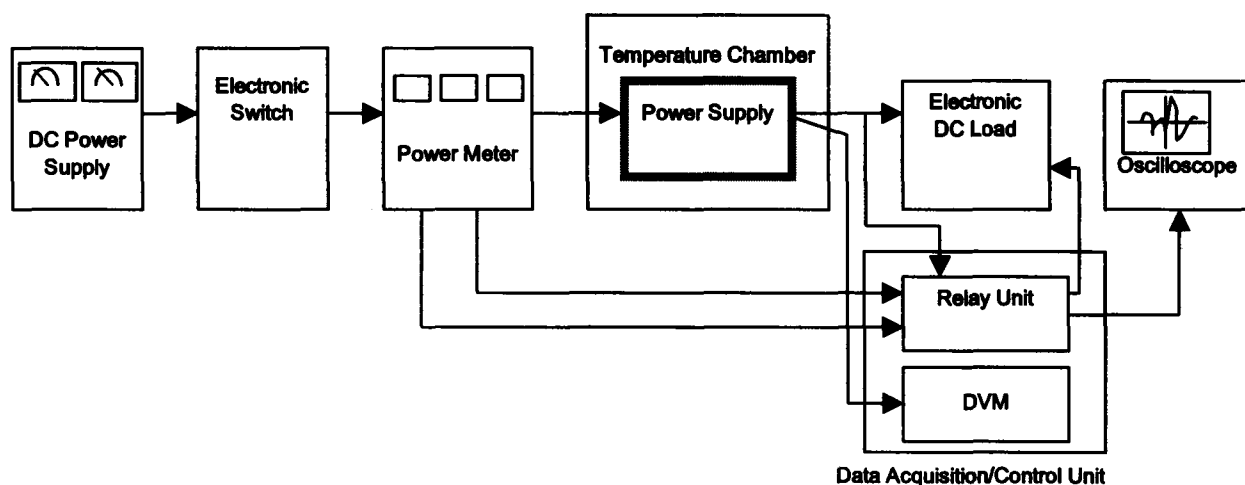 DC Power
Supply
Electronic
Switch
Power Meter
Temperature Chamber
Power Supply
Electronic
DC Load
Oscilloscope
Relay Unit
DVM
Data Acquisition/Control Unit